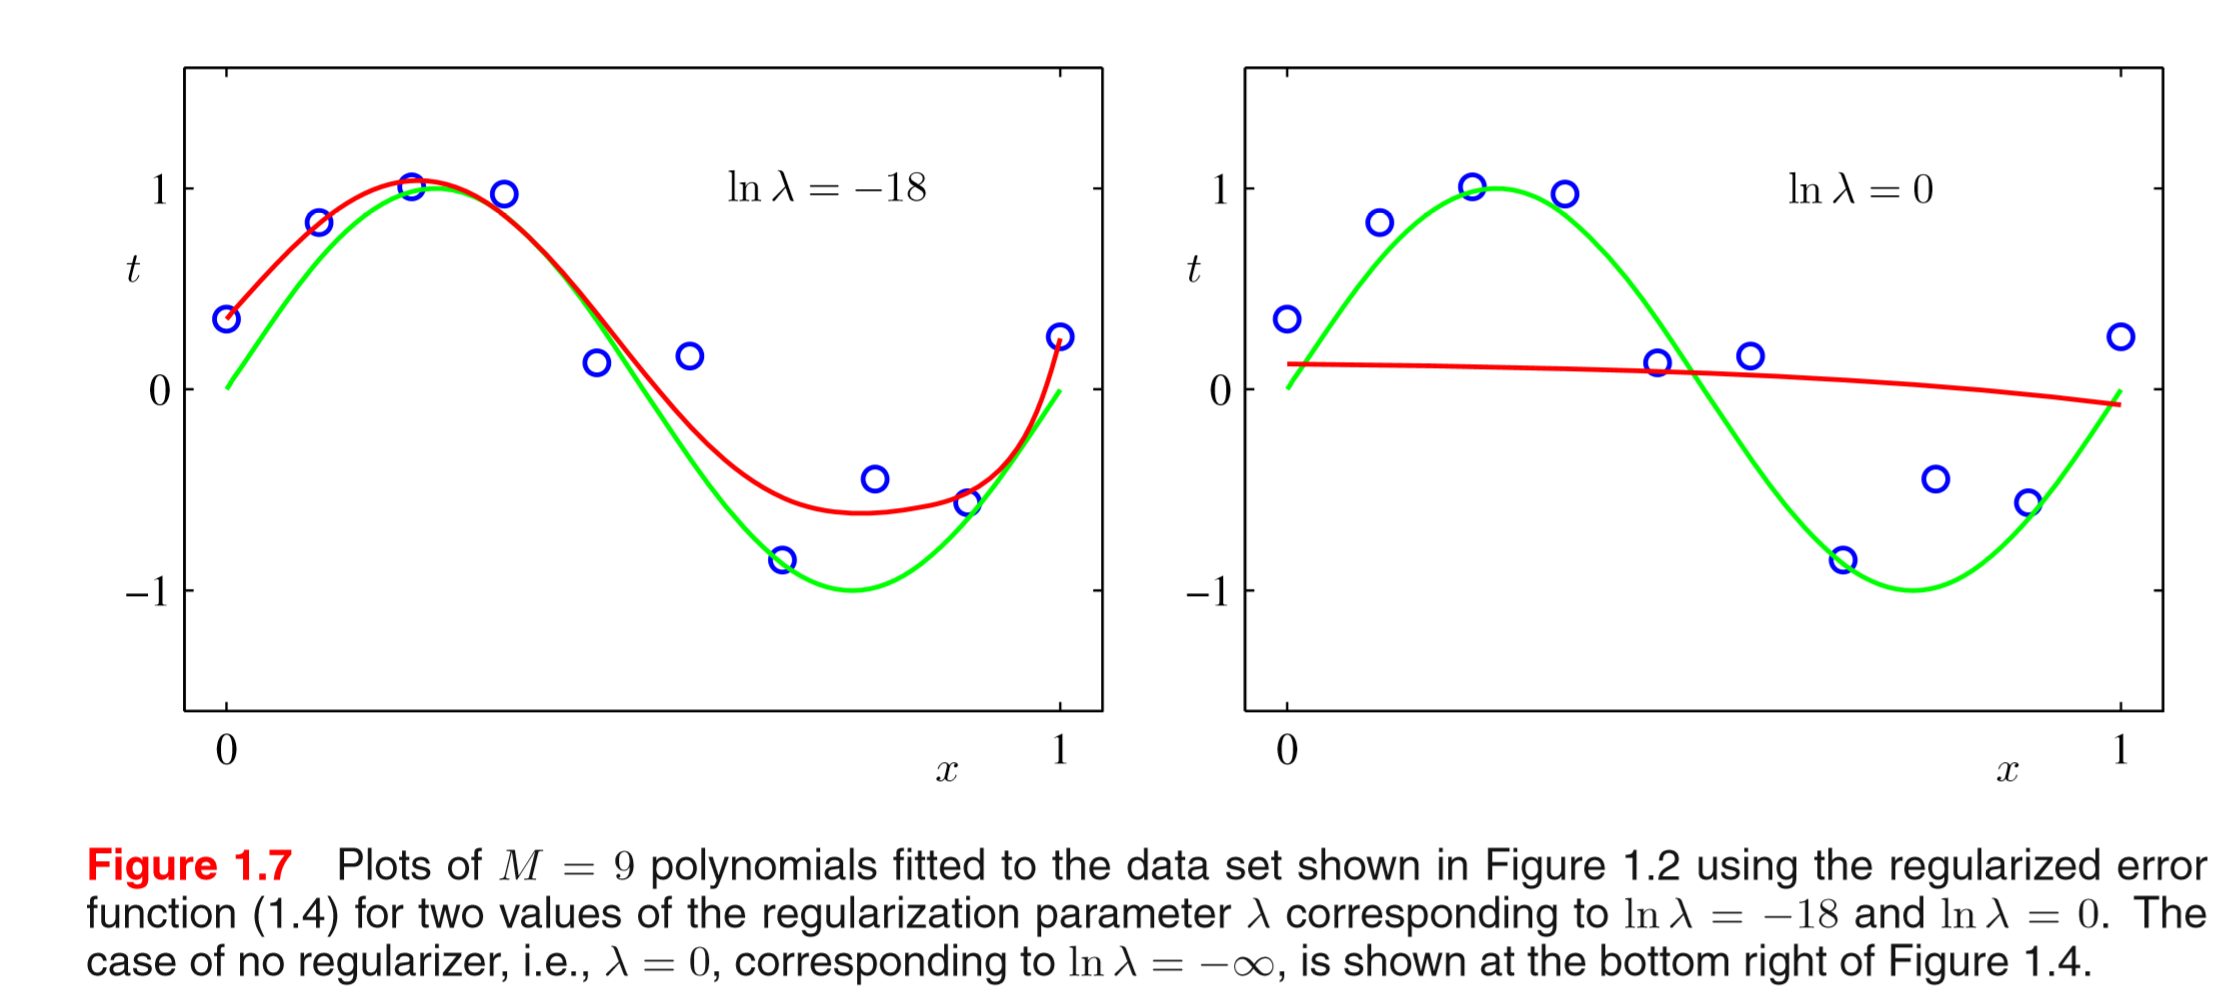 ln λ = −18
1
t
0
−1
0
x
1
ln λ = 0
1
t
0
−1
0
x
1
Figure 1.7 Plots of M = 9 polynomials fitted to the data set shown in Figure 1.2 using the regularized error
function (1.4) for two values of the regularization parameter λ corresponding to ln λ = −18 and ln λ = 0. The
case of no regularizer, i.e., λ = 0, corresponding to ln λ = −∞, is shown at the bottom right of Figure 1.4.